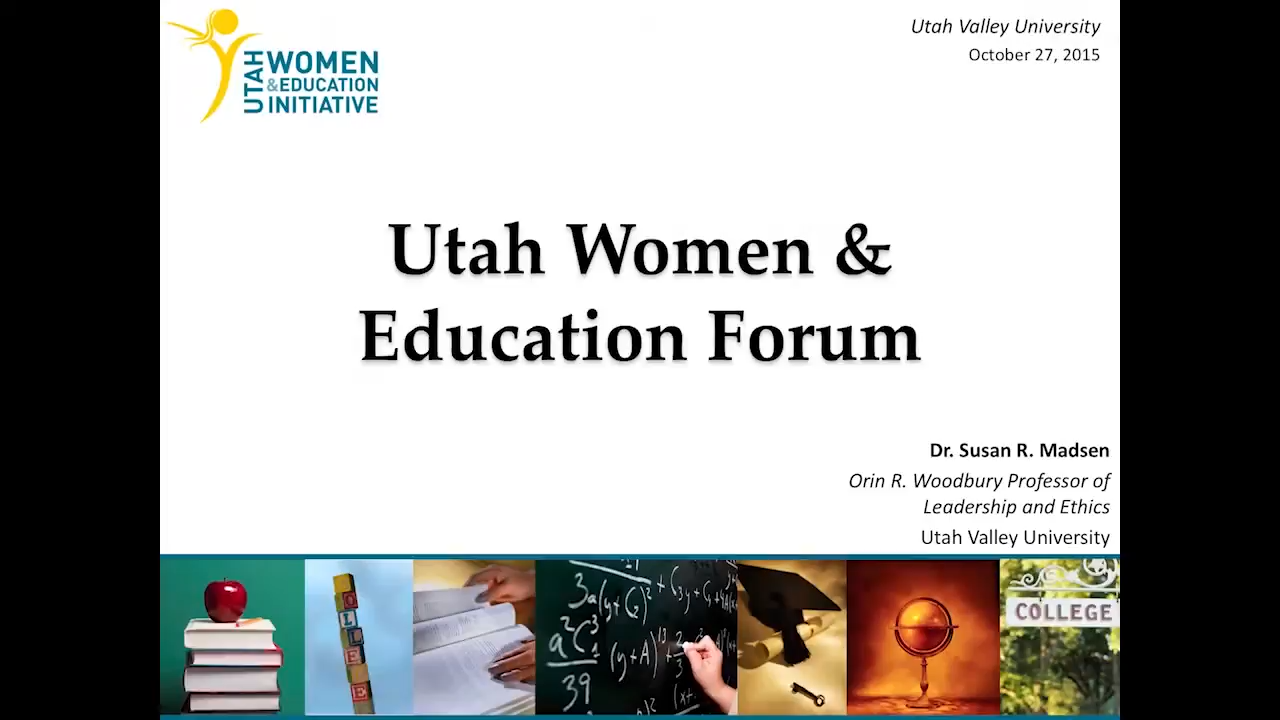 UTAH
WOMEN
&EDUCATION
INITIATIVE
Utah Valley University
October 27, 2015
Utah Women &
Education Forum
Dr. Susan R. Madsen
Orin R. Woodbury Professor of
Leadership and Ethics
Utah Valley University
COLLEGE